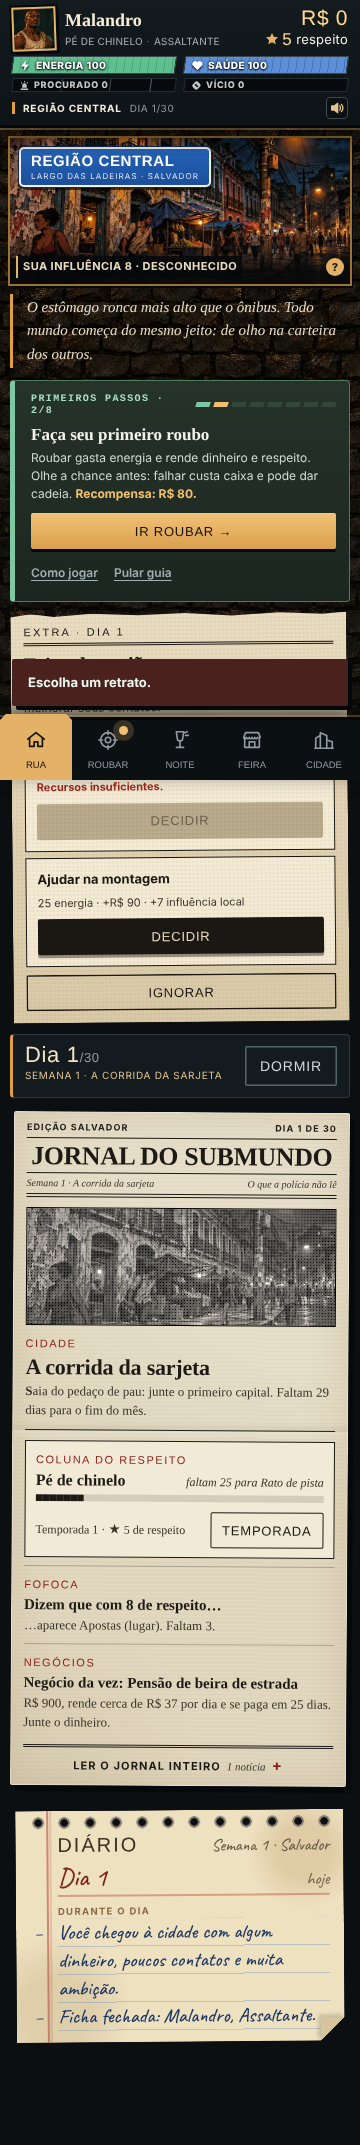 Malandro
PÉ DE CHINELO · ASSALTANTE
R$ 0
★ 5 respeito
ENERGIA 100
SAÚDE 100
PROCURADO 0
VÍCIO 0
REGIÃO CENTRAL DIA 1/30
REGIÃO CENTRAL
LARGO DAS LADEIRAS · SALVADOR
SUA INFLUÊNCIA 8 · DESCONHECIDO
?
O estômago ronca mais alto que o ônibus. Todo
mundo começa do mesmo jeito: de olho na carteira
dos outros.
PRIMEIROS PASSOS ·
2/8
Faça seu primeiro roubo
Roubar gasta energia e rende dinheiro e respeito.
Olhe a chance antes: falhar custa caixa e pode dar
cadeia. Recompensa: R$ 80.
IR ROUBAR →
Como jogar Pular guia
EXTRA · DIA 1
Escolha um retrato.
RUA
ROUBAR
NOITE
FEIRA
CIDADE
Recursos insuficientes.
DECIDIR
Ajudar na montagem
25 energia · +R$ 90 · +7 influência local
DECIDIR
IGNORAR
Dia 1/30
SEMANA 1 · A CORRIDA DA SARJETA
DORMIR
EDIÇÃO SALVADOR
DIA 1 DE 30
JORNAL DO SUBMUNDO
Semana 1 · A corrida da sarjeta
O que a polícia não lê
CIDADE
A corrida da sarjeta
Saia do pedaço de pau: junte o primeiro capital. Faltam 29
dias para o fim do mês.
COLUNA DO RESPEITO
Pé de chinelo
faltam 25 para Rato de pista
Temporada 1 · ★ 5 de respeito
TEMPORADA
FOFOCA
Dizem que com 8 de respeito…
…aparece Apostas (lugar). Faltam 3.
NEGÓCIOS
Negócio da vez: Pensão de beira de estrada
R$ 900, rende cerca de R$ 37 por dia e se paga em 25 dias.
Junte o dinheiro.
LER O JORNAL INTEIRO 1 notícia +
DIÁRIO
Semana 1 · Salvador
Dia 1
hoje
DURANTE O DIA
– Você chegou à cidade com algum
dinheiro, poucos contatos e muita
ambição.
– Ficha fechada: Malandro, Assaltante.